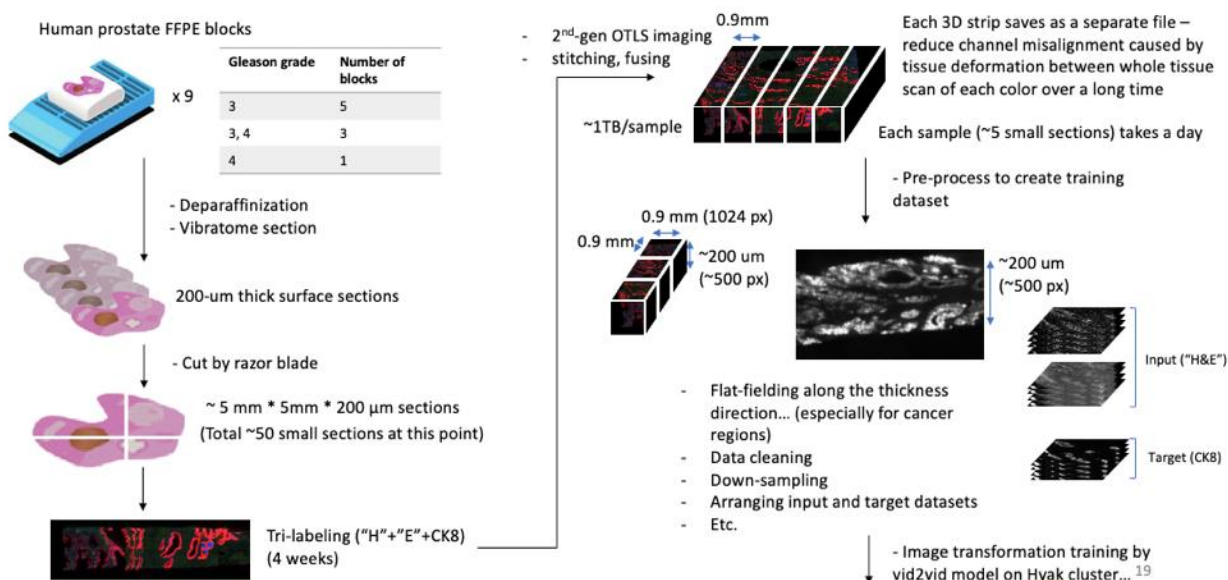 Human prostate FFPE blocks
x 9
Gleason grade Number of blocks
3 5
3, 4 3
4 1
- Deparaffinization
- Vibratome section
200-um thick surface sections
- Cut by razor blade
~ 5 mm * 5mm * 200 µm sections
(Total ~50 small sections at this point)
Tri-labeling ("H"+"E"+CK8)
(4 weeks)
- 2nd-gen OTLS imaging
- stitching, fusing
0.9mm
~1TB/sample
Each 3D strip saves as a separate file –
reduce channel misalignment caused by
tissue deformation between whole tissue
scan of each color over a long time
Each sample (~5 small sections) takes a day
- Pre-process to create training
dataset
0.9 mm (1024 px)
0.9 mm
~200 um
(~500 px)
~200 um
(~500 px)
Input ("H&E")
Target (CK8)
- Flat-fielding along the thickness
direction... (especially for cancer
regions)
- Data cleaning
- Down-sampling
- Arranging input and target datasets
- Etc.
- Image transformation training by
vid2vid model on Hyak cluster...
19